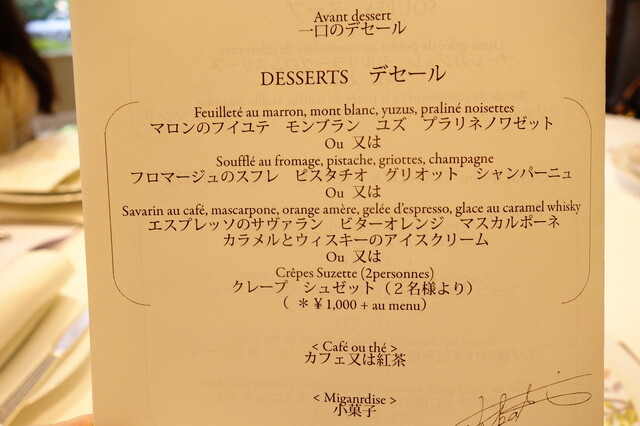 Avant dessert
一口のデセール
DESSERTS　デセール
Feuilleté au marron, mont blanc, yuzus, praliné noisettes
マロンのフイユテ　モンブラン　ユズ　プラリネノワゼット
Ou 又は
Soufflé au fromage, pistache, griottes, champagne
フロマージュのスフレ　ピスタチオ　グリオット　シャンパーニュ
Ou 又は
Savarin au café, mascarpone, orange amère, gelée d'espresso, glace au caramel whisky
エスプレッソのサヴァラン　ビターオレンジ　マスカルポーネ
カラメルとウィスキーのアイスクリーム
Ou 又は
Crêpes Suzette (2personnes)
クレープ　シュゼット（２名様より）
（ ＊￥1,000 + au menu）
< Café ou thé >
カフェ又は紅茶
< Miganrdise >
小菓子